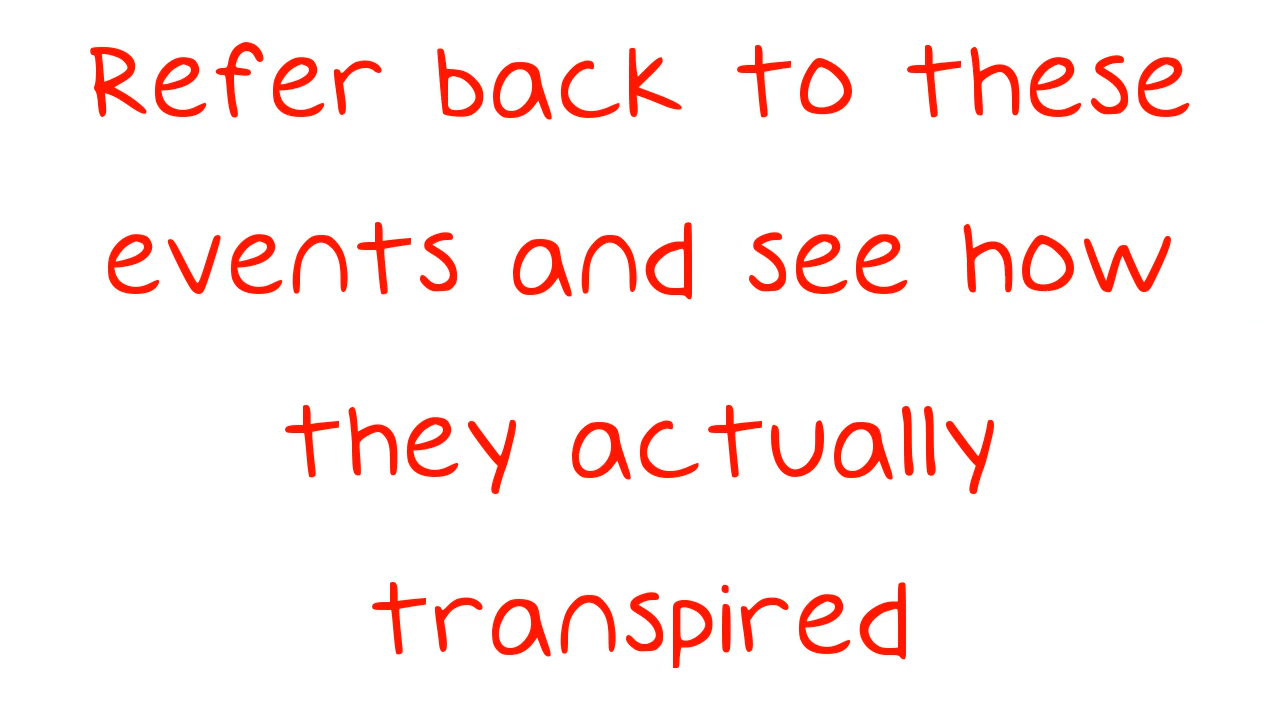 Refer back to these
events and see how
they actually
transpired